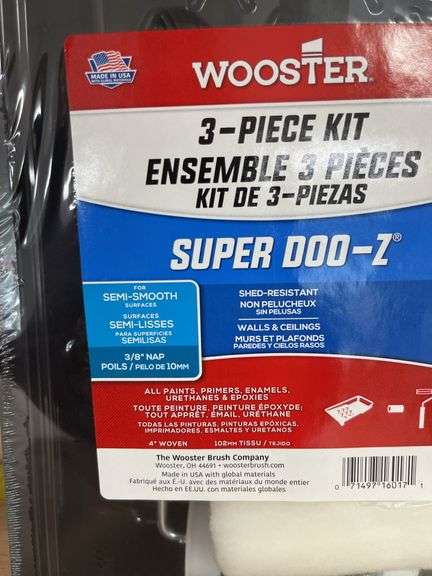 MADE IN USA
WITH GLOBAL MATERIALS
WOOSTER
3-PIECE KIT
ENSEMBLE 3 PIÈCES
KIT DE 3-PIEZAS
SUPER DOO-Z®
FOR
SEMI-SMOOTH
SURFACES
SURFACES
SEMI-LISSES
PARA SUPERFICIES
SEMILISAS
3/8" NAP
POILS / PELO DE 10MM
SHED-RESISTANT
NON PELUCHEUX
SIN PELUSAS
WALLS & CEILINGS
MURS ET PLAFONDS
PAREDES Y CIELOS RASOS
ALL PAINTS, PRIMERS, ENAMELS,
URETHANES & EPOXIES
TOUTE PEINTURE, PEINTURE ÉPOXYDE:
TOUT APPRÊT, ÉMAIL, URÉTHANE
TODAS LAS PINTURAS, PINTURAS EPÓXICAS,
IMPRIMADORES, ESMALTES Y URETANOS
4" WOVEN 102MM TISSU / TEJIDO
The Wooster Brush Company
Wooster, OH 44691 • woosterbrush.com
Made in USA with global materials
Fabriqué aux É.-U. avec des matériaux du monde entier
Hecho en EE.UU. con materiales globales
0 71497 16017 1